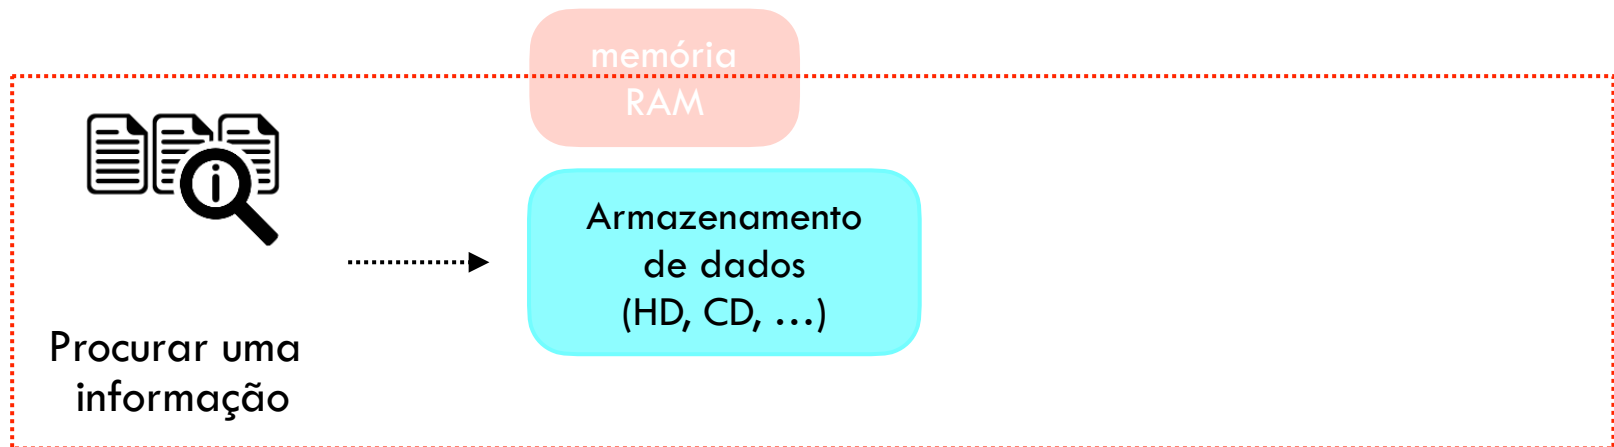 memória
RAM
Armazenamento
de dados
(HD, CD, ...)
Procurar uma
informação